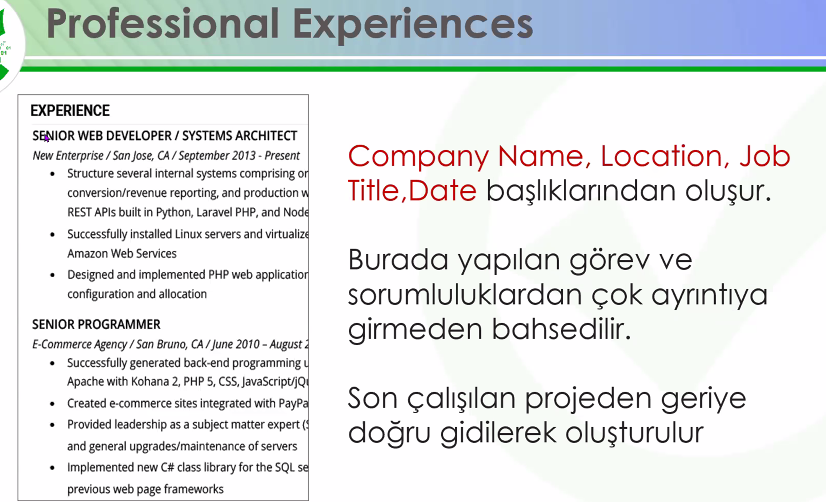 Professional Experiences
EXPERIENCE
SENIOR WEB DEVELOPER / SYSTEMS ARCHITECT
New Enterprise / San Jose, CA / September 2013 - Present
• Structure several internal systems comprising
conversion/revenue reporting, and production
REST APIs built in Python, Laravel PHP, and Node
• Successfully installed Linux servers and
Amazon Web Services
• Designed and implemented PHP web
configuration and allocation
SENIOR PROGRAMMER
E-Commerce Agency / San Bruno, CA / June 2010 – August
• Successfully generated back-end programming
Apache with Kohana 2, PHP 5, CSS,
• Created e-commerce sites integrated with
• Provided leadership as a subject matter expert
and general upgrades/maintenance of servers
• Implemented new C# class library for the SQL
previous web page frameworks
Company Name, Location, Job
Title,Date başlıklarından oluşur.
Burada yapılan görev ve
sorumluluklardan çok ayrıntıya
girmeden bahsedilir.
Son çalışılan projeden geriye
doğru gidilerek oluşturulur